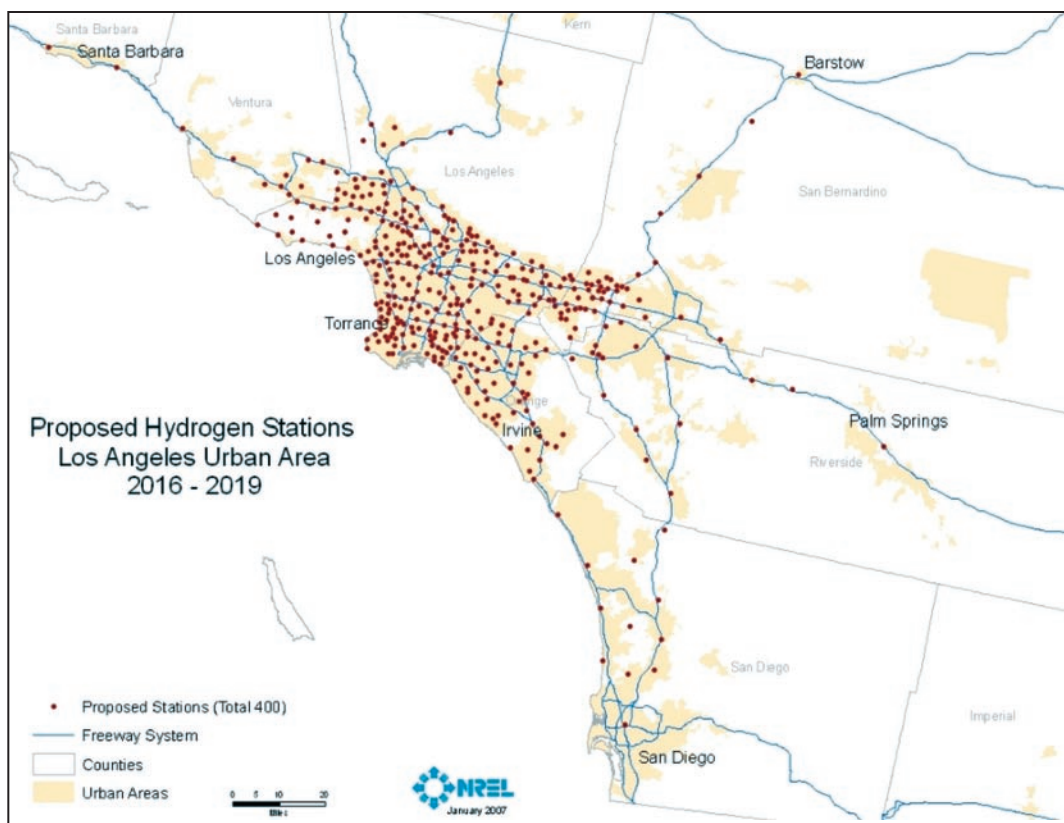 Santa Barbara
Santa Barbara
Kern
Barstow
Ventura
Los Angeles
San Bernardino
Los Angeles
Torrance
Orange
Irvine
Palm Springs
Riverside
Proposed Hydrogen Stations
Los Angeles Urban Area
2016 - 2019
San Diego
Imperial
San Diego
Proposed Stations (Total 400)
Freeway System
Counties
Urban Areas
0 5 10 20
Miles
NREL
January 2007